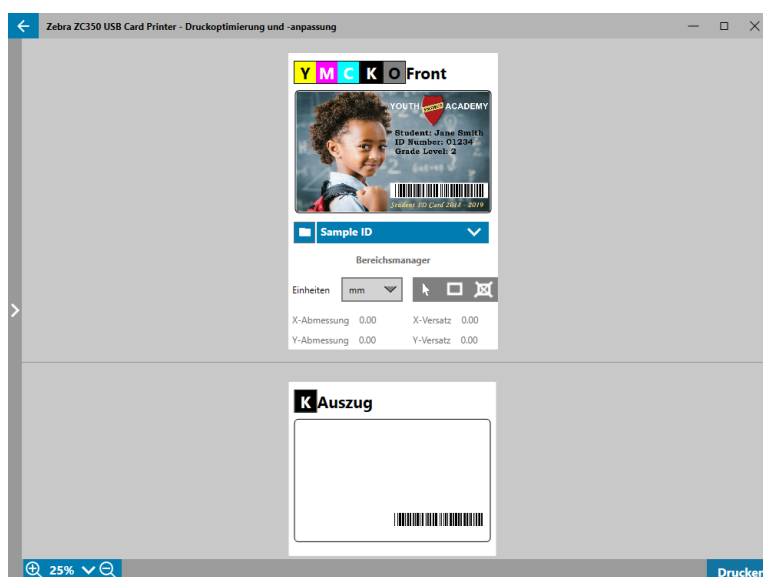 Zebra ZC350 USB Card Printer - Druckoptimierung und -anpassung
Y M C K O Front
YOUTH ACADEMY
Student: Jane Smith
ID Number: 01234
Grade Level: 2
Student ID Card 2018 - 2019
Sample ID
Bereichsmanager
Einheiten mm
X-Abmessung 0.00 X-Versatz 0.00
Y-Abmessung 0.00 Y-Versatz 0.00
K Auszug
25%
Drucken